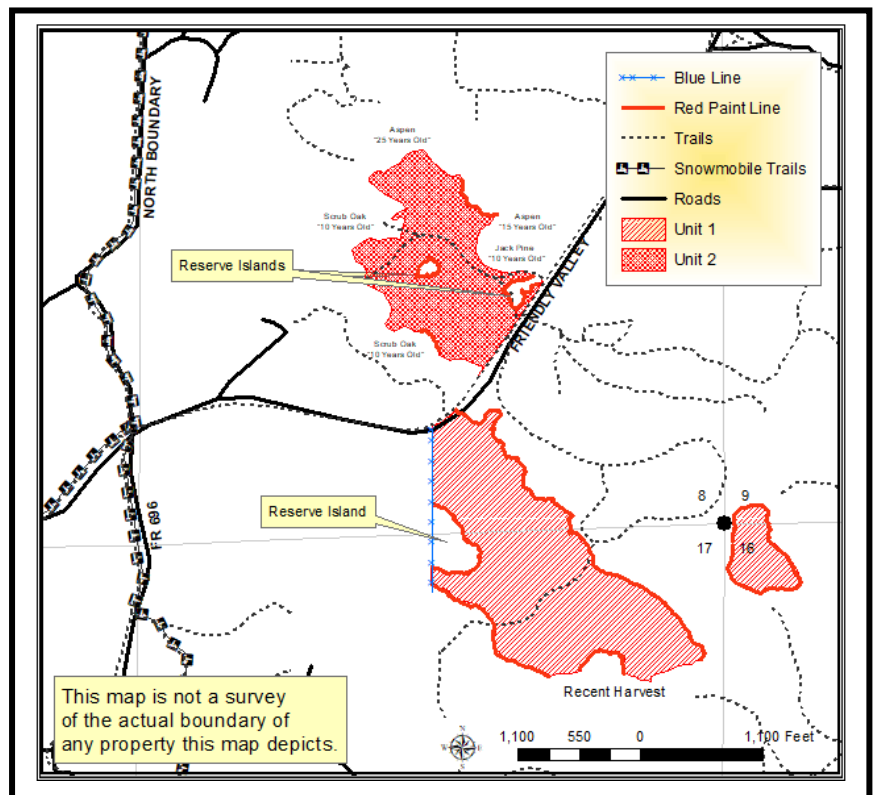 NORTH BOUNDARY
Blue Line
Red Paint Line
Trails
Snowmobile Trails
Roads
Unit 1
Unit 2
Aspen
"25 Years Old"
Scrub Oak
"10 Years Old"
Aspen
"15 Years Old"
Jack Pine
"10 Years Old"
Reserve Islands
FRIENDLY VALLEY
Scrub Oak
"10 Years Old"
Reserve Island
8 9
17 16
FR 696
Recent Harvest
This map is not a survey
of the actual boundary of
any property this map depicts.
N
W E
S
1,100 550 0 1,100 Feet